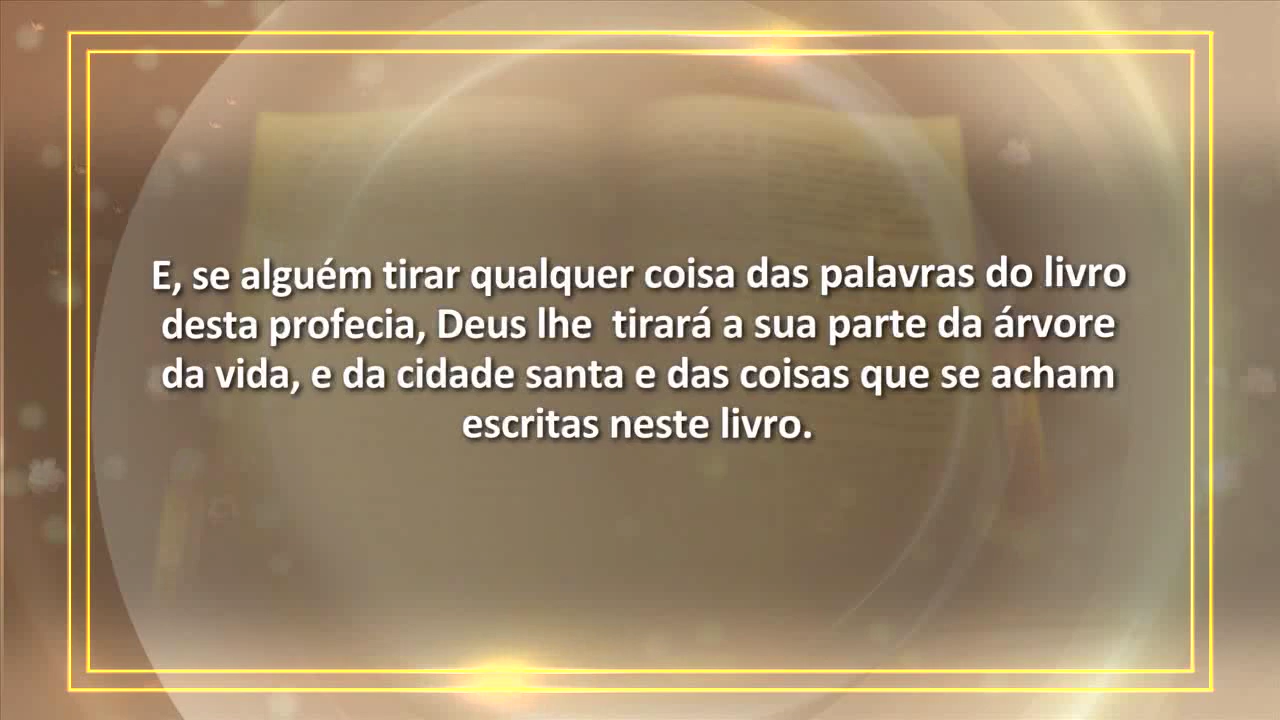 E, se alguém tirar qualquer coisa das palavras do livro
desta profecia, Deus lhe  tirará a sua parte da árvore
da vida, e da cidade santa e das coisas que se acham
escritas neste livro.